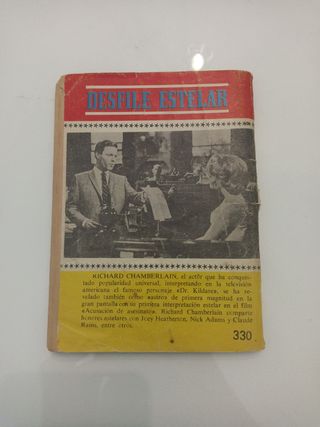 DESFILE ESTELAR
RICHARD CHAMBERLAIN, el actór que ha conquis-
tado popularidad universal, interpretando en la televisión
americana el famoso personaje «Dr. Kildare», se ha re-
velado también como «astro» de primera magnitud en la
gran pantalla con su primera interpretación estelar en el film
«Acusación de asesinato». Richard Chamberlain comparte
honores estelares con Joey Heatherton, Nick Adams y Claude
Rains, entre otros.
330